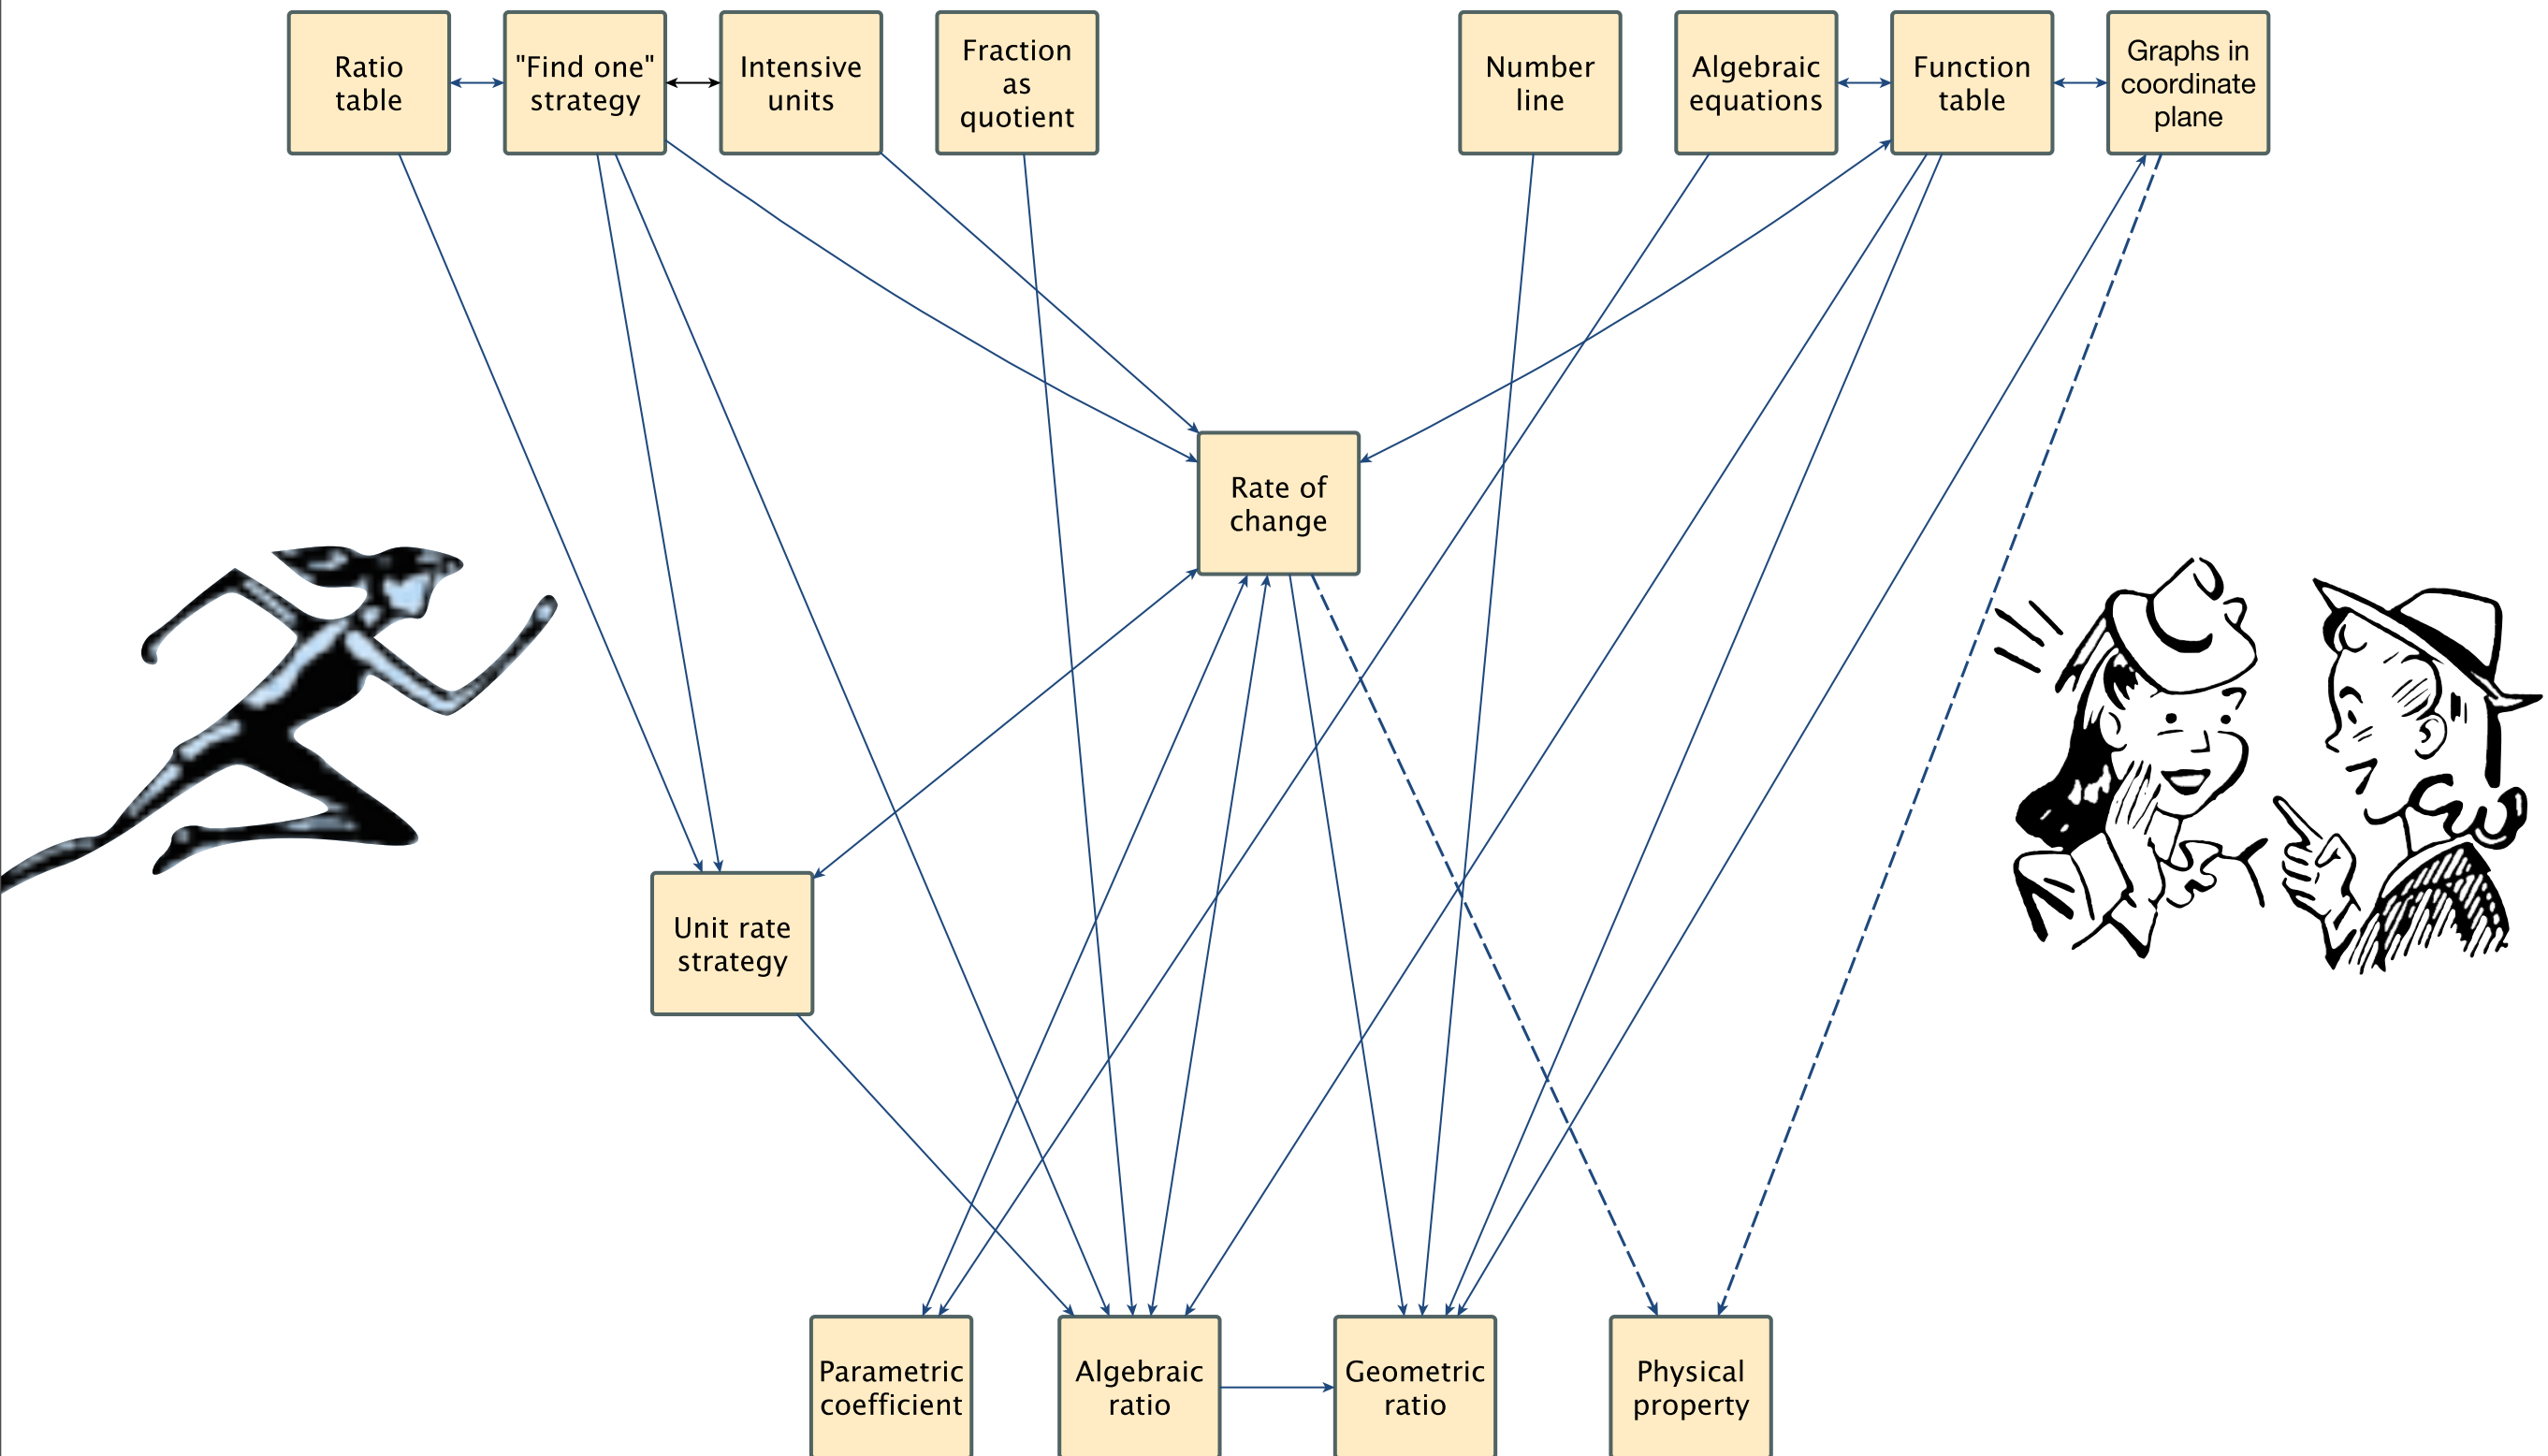 Ratio
table
"Find one"
strategy
Intensive
units
Fraction
as
quotient
Number
line
Algebraic
equations
Function
table
Graphs in
coordinate
plane
Rate of
change
Unit rate
strategy
Parametric
coefficient
Algebraic
ratio
Geometric
ratio
Physical
property